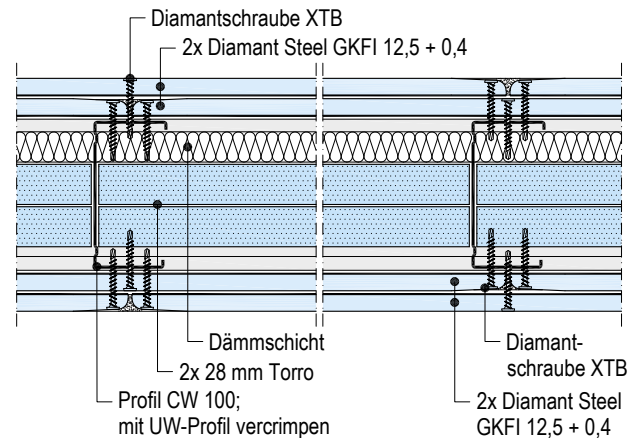 Diamantschraube XTB
2x Diamant Steel GKFI 12,5 + 0,4
Dämmschicht
2x 28 mm Torro
Profil CW 100;
mit UW-Profil vercrimpen
Diamant-
schraube XTB
2x Diamant Steel
GKFI 12,5 + 0,4